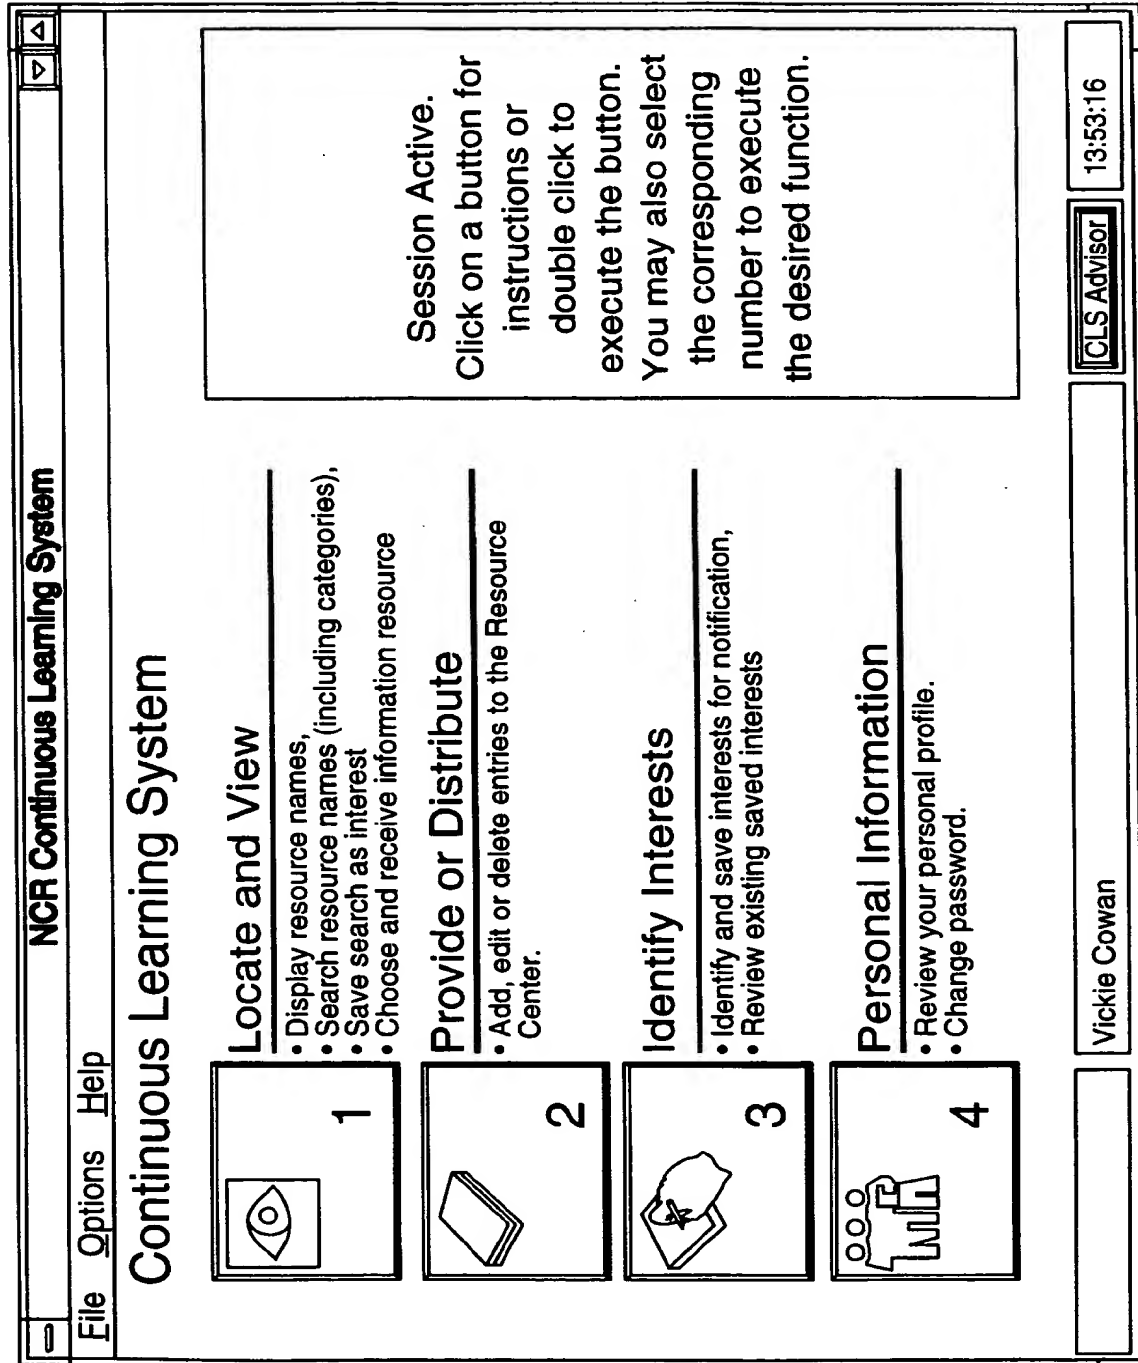 NCR Continuous Learning System
File Options Help
Continuous Learning System
1
Locate and View
• Display resource names,
• Search resource names (including categories),
• Save search as interest
• Choose and receive information resource
2
Provide or Distribute
• Add, edit or delete entries to the Resource
Center.
3
Identify Interests
• Identify and save interests for notification,
• Review existing saved interests
4
Personal Information
• Review your personal profile.
• Change password.
Session Active.
Click on a button for
instructions or
double click to
execute the button.
You may also select
the corresponding
number to execute
the desired function.
Vickie Cowan
CLS Advisor
13:53:16